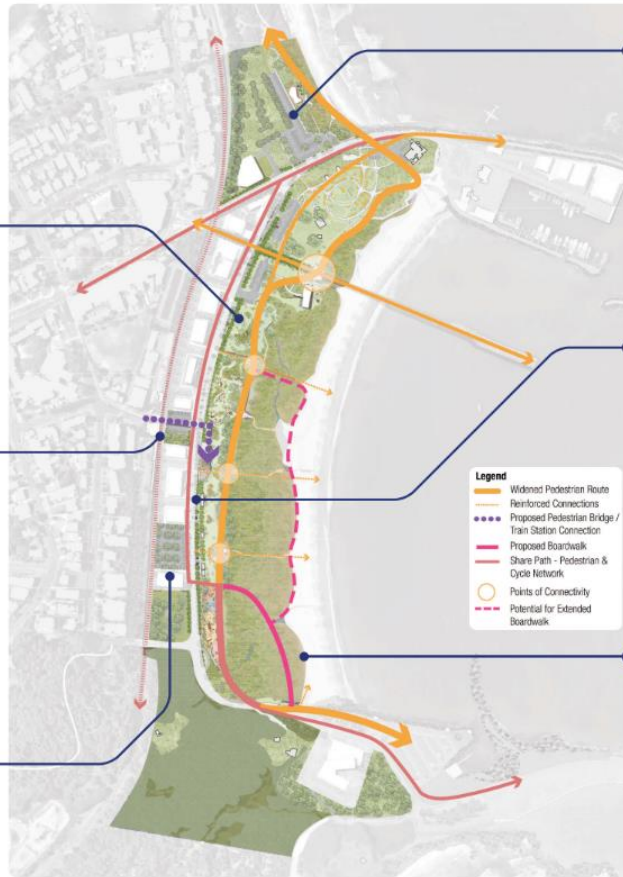 Legend
Widened Pedestrian Route
Reinforced Connections
Proposed Pedestrian Bridge /
Train Station Connection
Proposed Boardwalk
Share Path - Pedestrian &
Cycle Network
Points of Connectivity
Potential for Extended
Boardwalk